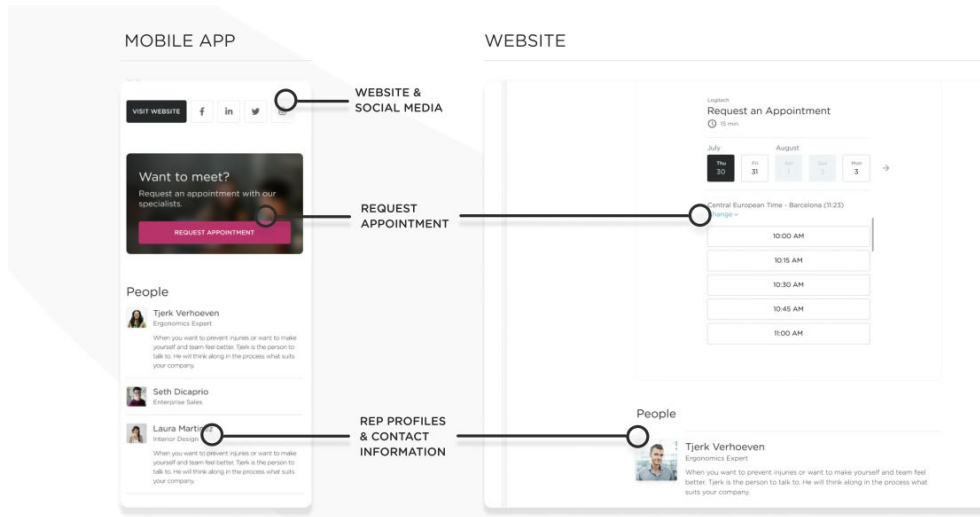 MOBILE APP
VISIT WEBSITE
Want to meet?
Request an appointment with our
specialists.
REQUEST APPOINTMENT
People
Tjerk Verhoeven
Ergonomics Expert
When you want to prevent injuries or want to make
yourself and team feel better. Tjerk is the person to
talk to. He will think along in the process what suits
your company.
Seth Dicaprio
Enterprise Sales
Laura Martinez
Interior Design
When you want to prevent injuries or want to make
yourself and team feel better. Tjerk is the person to
talk to. He will think along in the process what suits
your company.
WEBSITE &
SOCIAL MEDIA
REQUEST
APPOINTMENT
REP PROFILES
& CONTACT
INFORMATION
WEBSITE
Logitech
Request an Appointment
15 min
July August
Thu Fri Sat Sun Mon
30 31 1 2 3
Central European Time - Barcelona (11:23)
change
10:00 AM
10:15 AM
10:30 AM
10:45 AM
11:00 AM
People
Tjerk Verhoeven
Ergonomics Expert
When you want to prevent injuries or want to make yourself and team feel
better. Tjerk is the person to talk to. He will think along in the process what
suits your company.